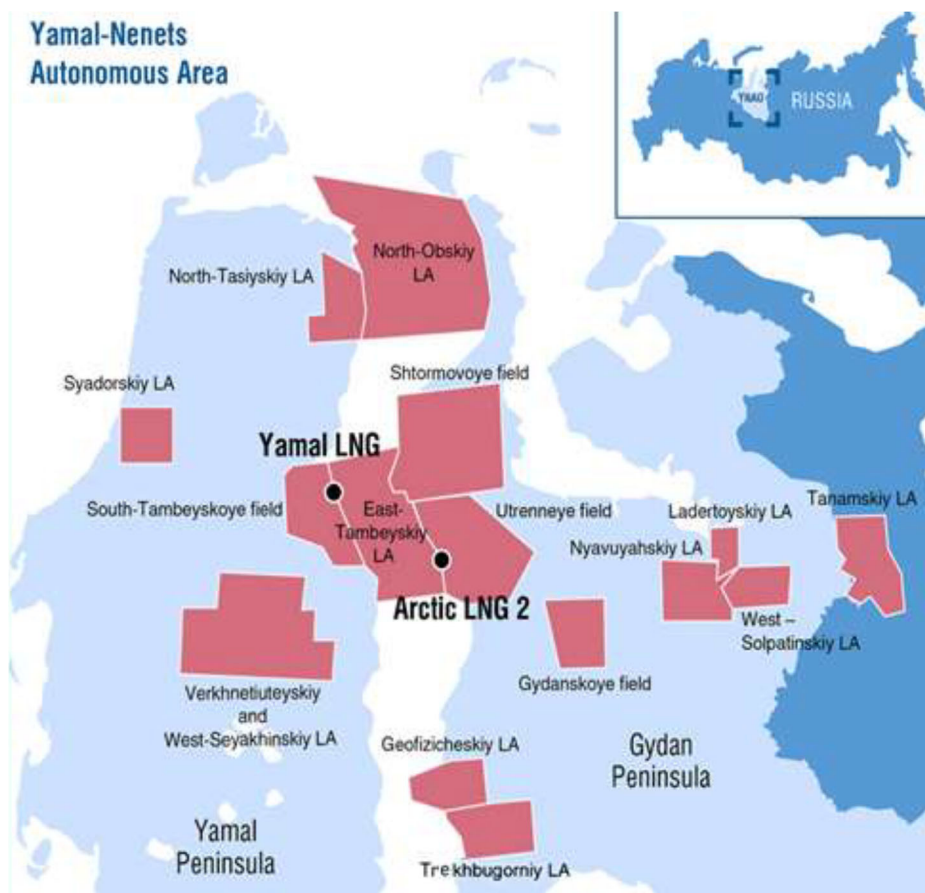 Yamal-Nenets
Autonomous Area
YNAO
RUSSIA
North-Obskiy
LA
North-Tasiyskiy LA
Shtormovoye field
Syadorskiy LA
Yamal LNG
South-Tambeyskoye field
East-
Tambeyskiy
LA
Utrenneye field
Ladertoyskiy LA
Tanamskiy LA
Nyavuyahskiy LA
Arctic LNG 2
West –
Solpatinskiy LA
Gydanskoye field
Verkhnetiuteyskiy
and
West-Seyakhinskiy LA
Geofizicheskiy LA
Gydan
Peninsula
Yamal
Peninsula
Trekhbugorniy LA